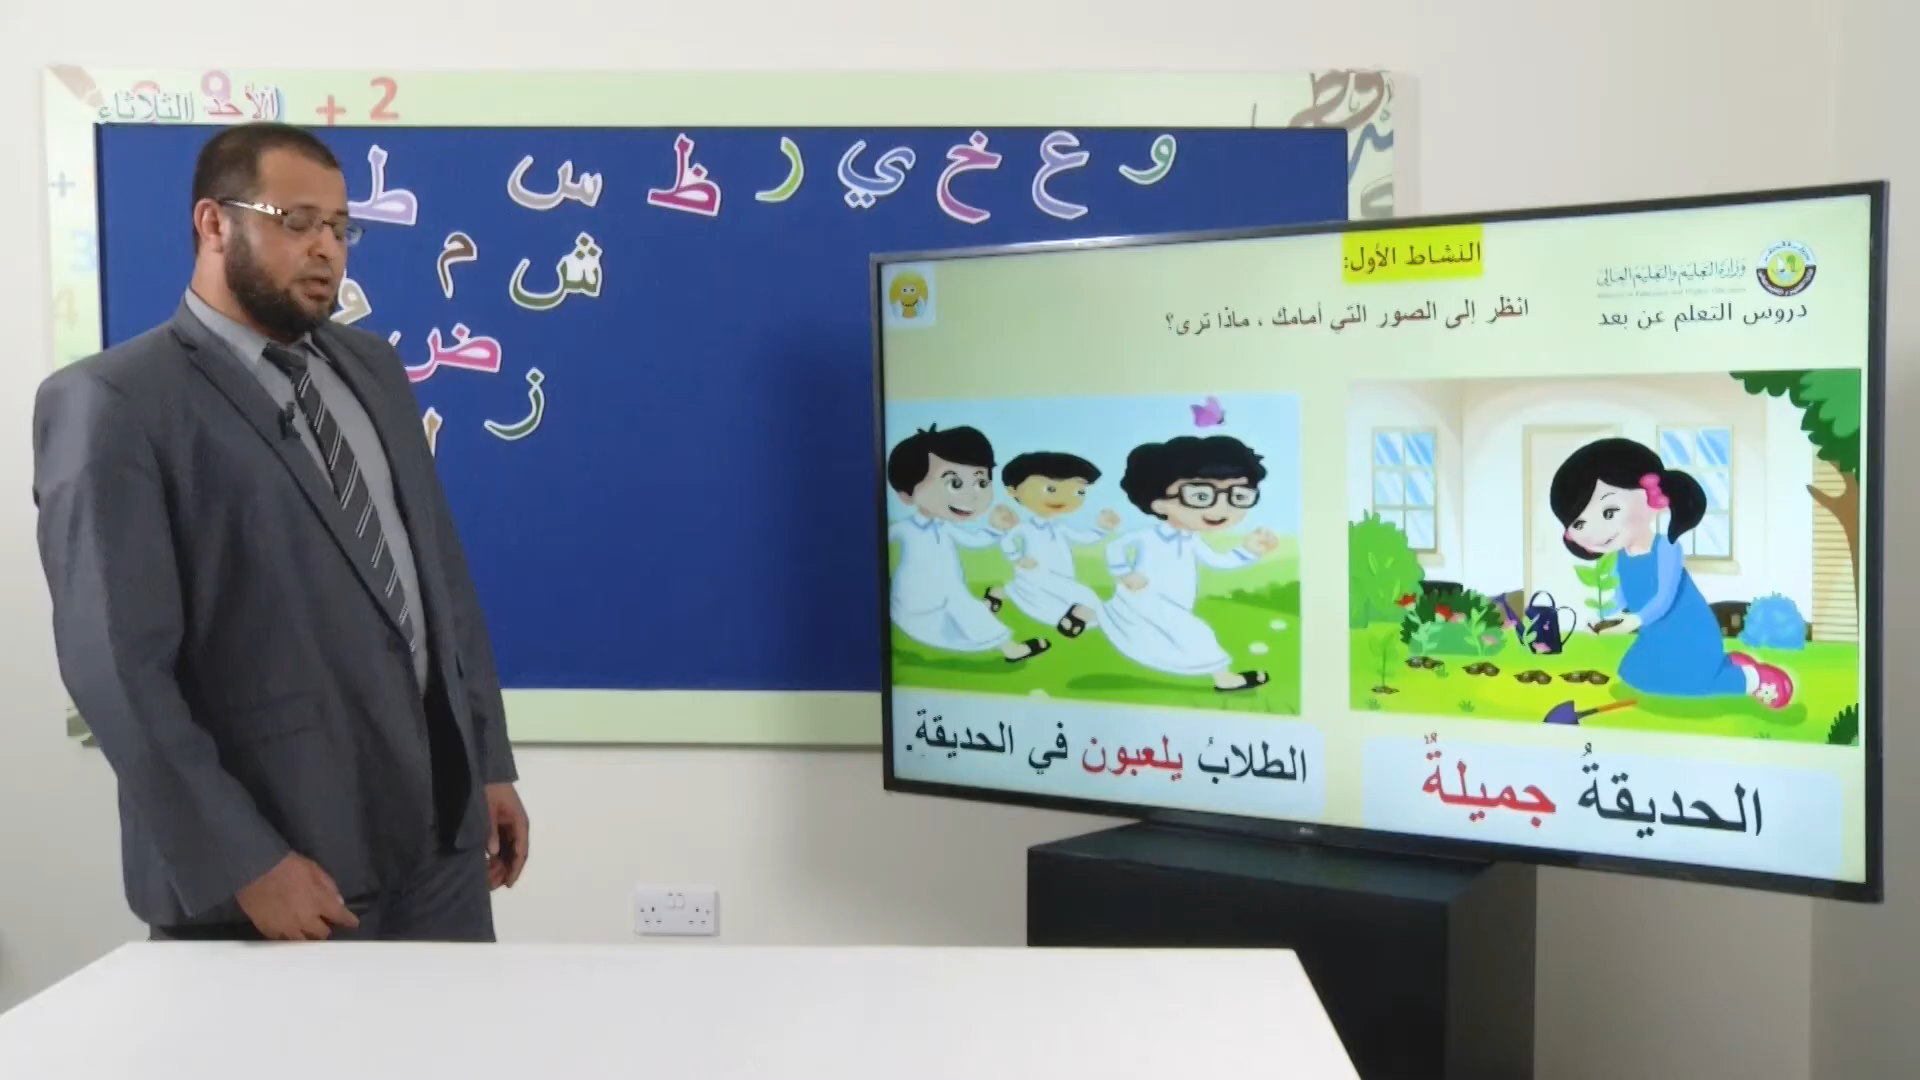 الأحد الثلاثاء
+ 2
و ع خ ي ر ظ س ط
ش م
ض
ز
النشاط الأول:
وزارة التعليم والتعليم العالي
دروس التعلم عن بعد
انظر إلى الصور التي أمامك ، ماذا ترى؟
الحديقةُ جميلةٌ
الطلابُ يلعبون في الحديقةِ.